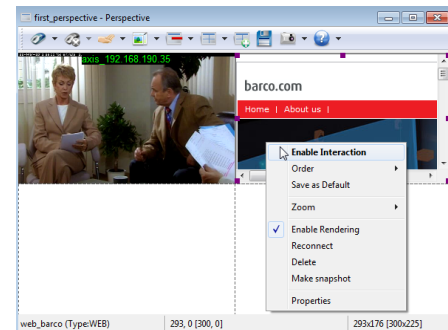 first_perspective - Perspective
axis_192.168.190.35
barco.com
Home | About us |
Enable Interaction
Order
Save as Default
Zoom
Enable Rendering
Reconnect
Delete
Make snapshot
Properties
web_barco (Type:WEB)
293, 0 [300, 0]
293x176 [300x225]